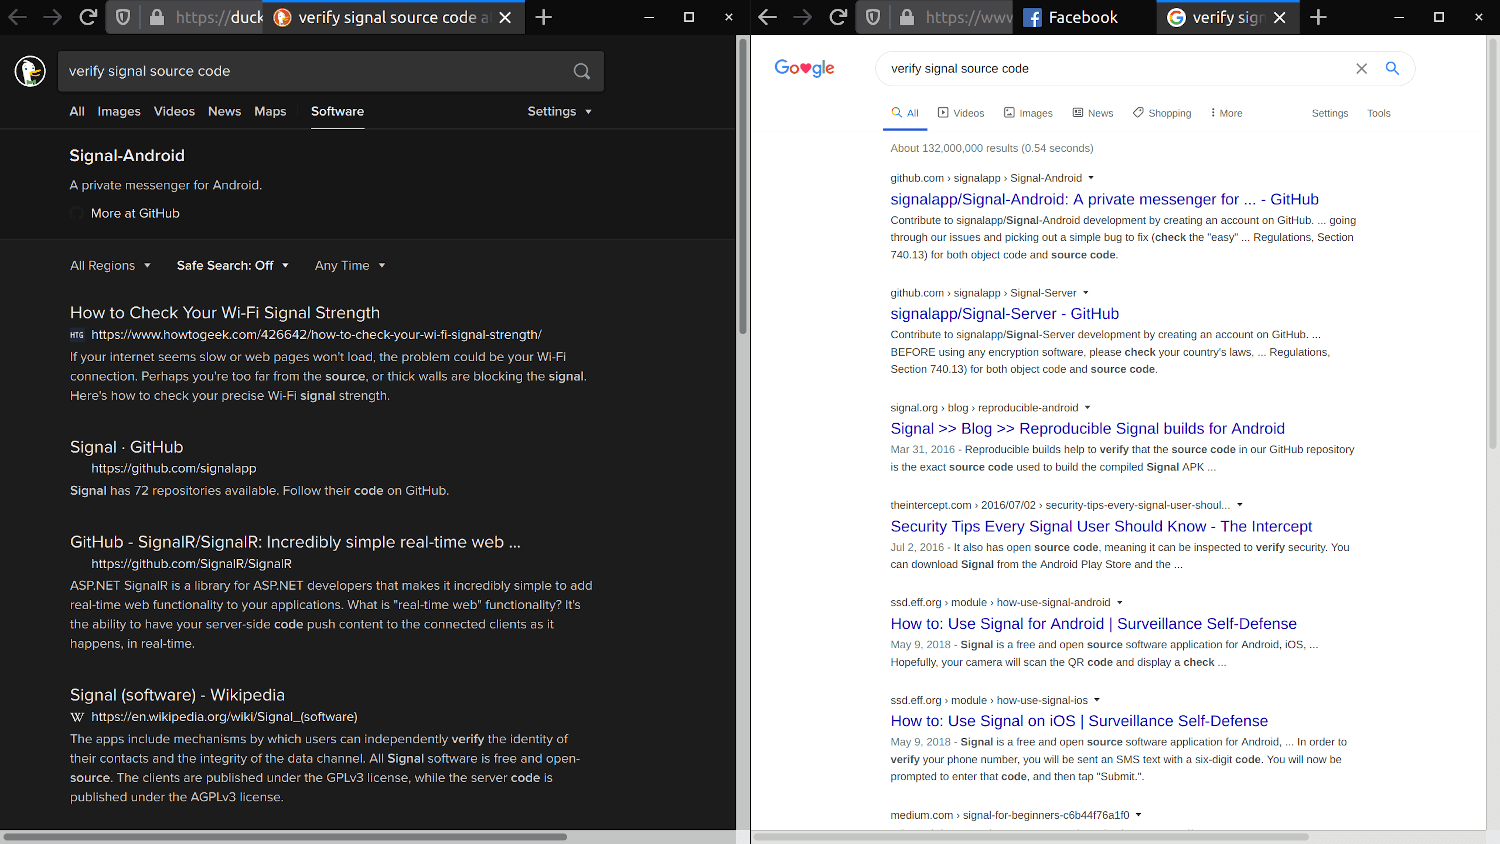 https://duck
verify signal source code a
verify signal source code
All Images Videos News Maps Software Settings
Signal-Android
A private messenger for Android.
More at GitHub
All Regions Safe Search: Off Any Time
How to Check Your Wi-Fi Signal Strength
HTG https://www.howtogeek.com/426642/how-to-check-your-wi-fi-signal-strength/
If your internet seems slow or web pages won't load, the problem could be your Wi-Fi
connection. Perhaps you're too far from the source, or thick walls are blocking the signal.
Here's how to check your precise Wi-Fi signal strength.
Signal · GitHub
https://github.com/signalapp
Signal has 72 repositories available. Follow their code on GitHub.
GitHub - SignalR/SignalR: Incredibly simple real-time web ...
https://github.com/SignalR/SignalR
ASP.NET SignalR is a library for ASP.NET developers that makes it incredibly simple to add
real-time web functionality to your applications. What is "real-time web" functionality? It's
the ability to have your server-side code push content to the connected clients as it
happens, in real-time.
Signal (software) - Wikipedia
W https://en.wikipedia.org/wiki/Signal_(software)
The apps include mechanisms by which users can independently verify the identity of
their contacts and the integrity of the data channel. All Signal software is free and open-
source. The clients are published under the GPLv3 license, while the server code is
published under the AGPLv3 license.
https://www
Facebook
verify sign
Google
verify signal source code
All Videos Images News Shopping More Settings Tools
About 132,000,000 results (0.54 seconds)
github.com › signalapp › Signal-Android
signalapp/Signal-Android: A private messenger for ... - GitHub
Contribute to signalapp/Signal-Android development by creating an account on GitHub. ... going
through our issues and picking out a simple bug to fix (check the "easy" ... Regulations, Section
740.13) for both object code and source code.
github.com › signalapp › Signal-Server
signalapp/Signal-Server - GitHub
Contribute to signalapp/Signal-Server development by creating an account on GitHub. ...
BEFORE using any encryption software, please check your country's laws, ... Regulations,
Section 740.13) for both object code and source code.
signal.org › blog › reproducible-android
Signal >> Blog >> Reproducible Signal builds for Android
Mar 31, 2016 - Reproducible builds help to verify that the source code in our GitHub repository
is the exact source code used to build the compiled Signal APK ...
theintercept.com › 2016/07/02 › security-tips-every-signal-user-shoul...
Security Tips Every Signal User Should Know - The Intercept
Jul 2, 2016 - It also has open source code, meaning it can be inspected to verify security. You
can download Signal from the Android Play Store and the ...
ssd.eff.org › module › how-use-signal-android
How to: Use Signal for Android | Surveillance Self-Defense
May 9, 2018 - Signal is a free and open source software application for Android, iOS, ...
Hopefully, your camera will scan the QR code and display a check ...
ssd.eff.org › module › how-use-signal-ios
How to: Use Signal on iOS | Surveillance Self-Defense
May 9, 2018 - Signal is a free and open source software application for Android, ... In order to
verify your phone number, you will be sent an SMS text with a six-digit code. You will now be
prompted to enter that code, and then tap "Submit.".
medium.com › signal-for-beginners-c6b44f76a1f0